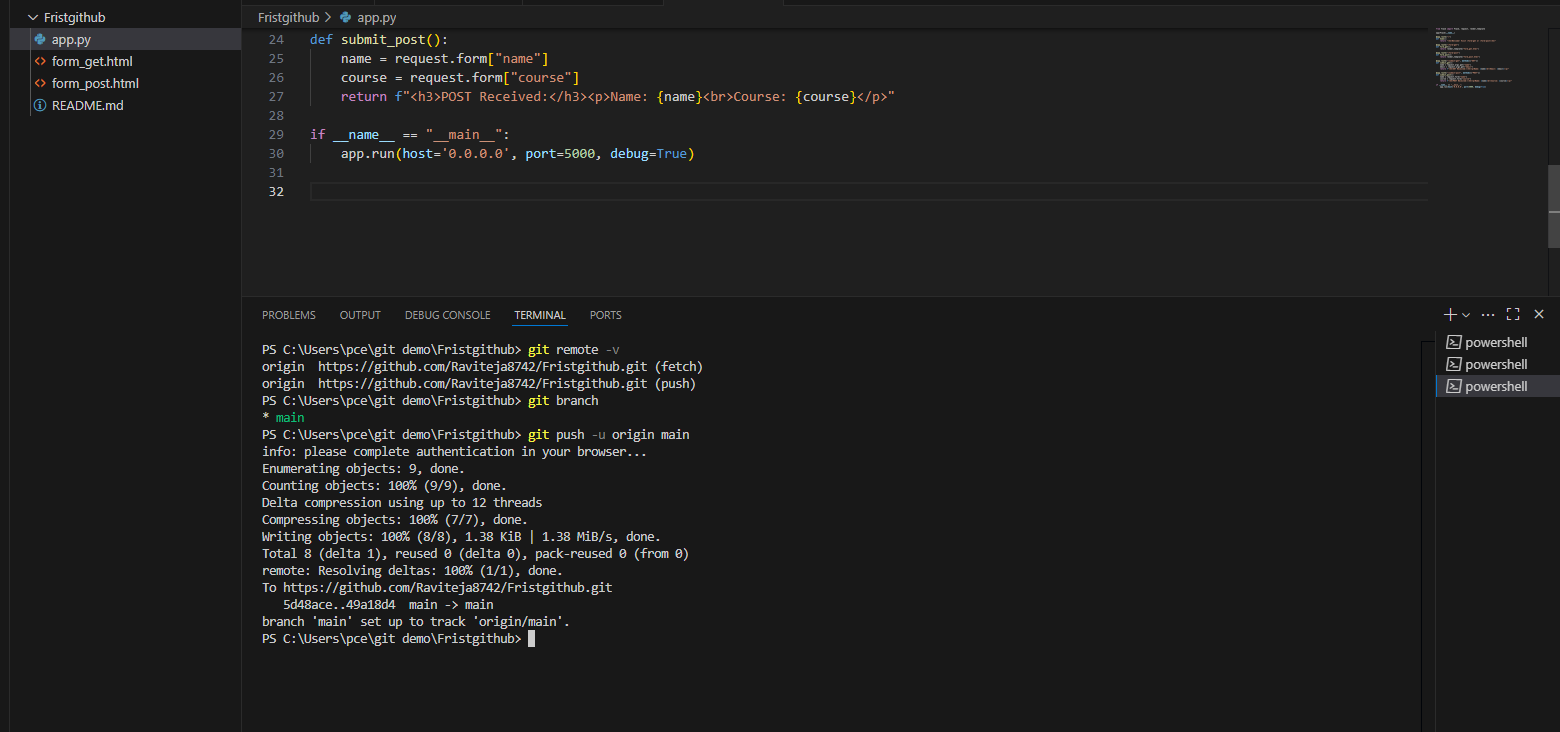 Fristgithub
app.py
form_get.html
form_post.html
README.md
Fristgithub > app.py
24 def submit_post():
25 name = request.form["name"]
26 course = request.form["course"]
27 return f"<h3>POST Received:</h3><p>Name: {name}<br>Course: {course}</p>"
28
29 if __name__ == "__main__":
30 app.run(host='0.0.0.0', port=5000, debug=True)
31
32
PROBLEMS OUTPUT DEBUG CONSOLE TERMINAL PORTS
PS C:\Users\pce\git demo\Fristgithub> git remote -v
origin  https://github.com/Raviteja8742/Fristgithub.git (fetch)
origin  https://github.com/Raviteja8742/Fristgithub.git (push)
PS C:\Users\pce\git demo\Fristgithub> git branch
* main
PS C:\Users\pce\git demo\Fristgithub> git push -u origin main
info: please complete authentication in your browser...
Enumerating objects: 9, done.
Counting objects: 100% (9/9), done.
Delta compression using up to 12 threads
Compressing objects: 100% (7/7), done.
Writing objects: 100% (8/8), 1.38 KiB | 1.38 MiB/s, done.
Total 8 (delta 1), reused 0 (delta 0), pack-reused 0 (from 0)
remote: Resolving deltas: 100% (1/1), done.
To https://github.com/Raviteja8742/Fristgithub.git
5d48ace..49a18d4  main -> main
branch 'main' set up to track 'origin/main'.
PS C:\Users\pce\git demo\Fristgithub>
powershell
powershell
powershell